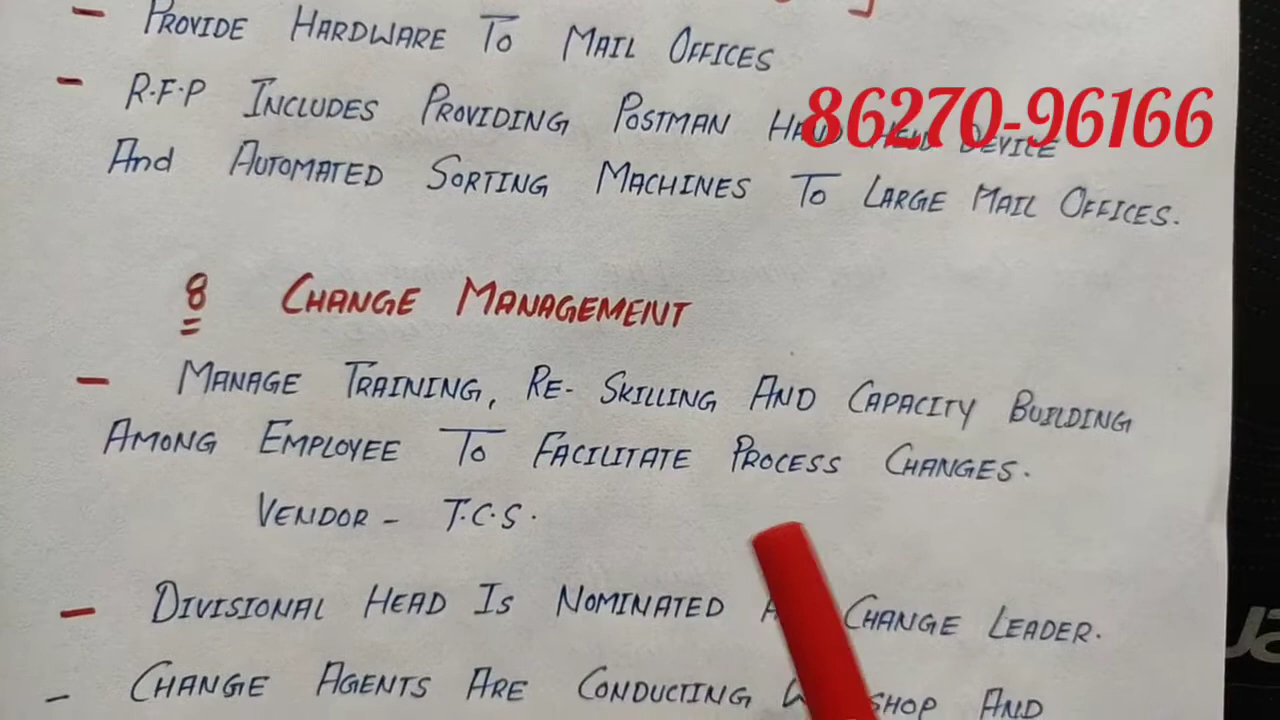 - PROVIDE HARDWARE TO MAIL OFFICES
86270-96166
- R.F.P INCLUDES PROVIDING POSTMAN HAND HELD DEVICE
And AUTOMATED SORTING MACHINES TO LARGE MAIL OFFICES.
8 CHANGE MANAGEMENT
- MANAGE TRAINING, RE- SKILLING AND CAPACITY BUILDING
AMONG EMPLOYEE TO FACILITATE PROCESS CHANGES.
VENDOR - T.C.S.
- DIVISIONAL HEAD IS NOMINATED CHANGE LEADER.
- CHANGE AGENTS ARE CONDUCTING AND